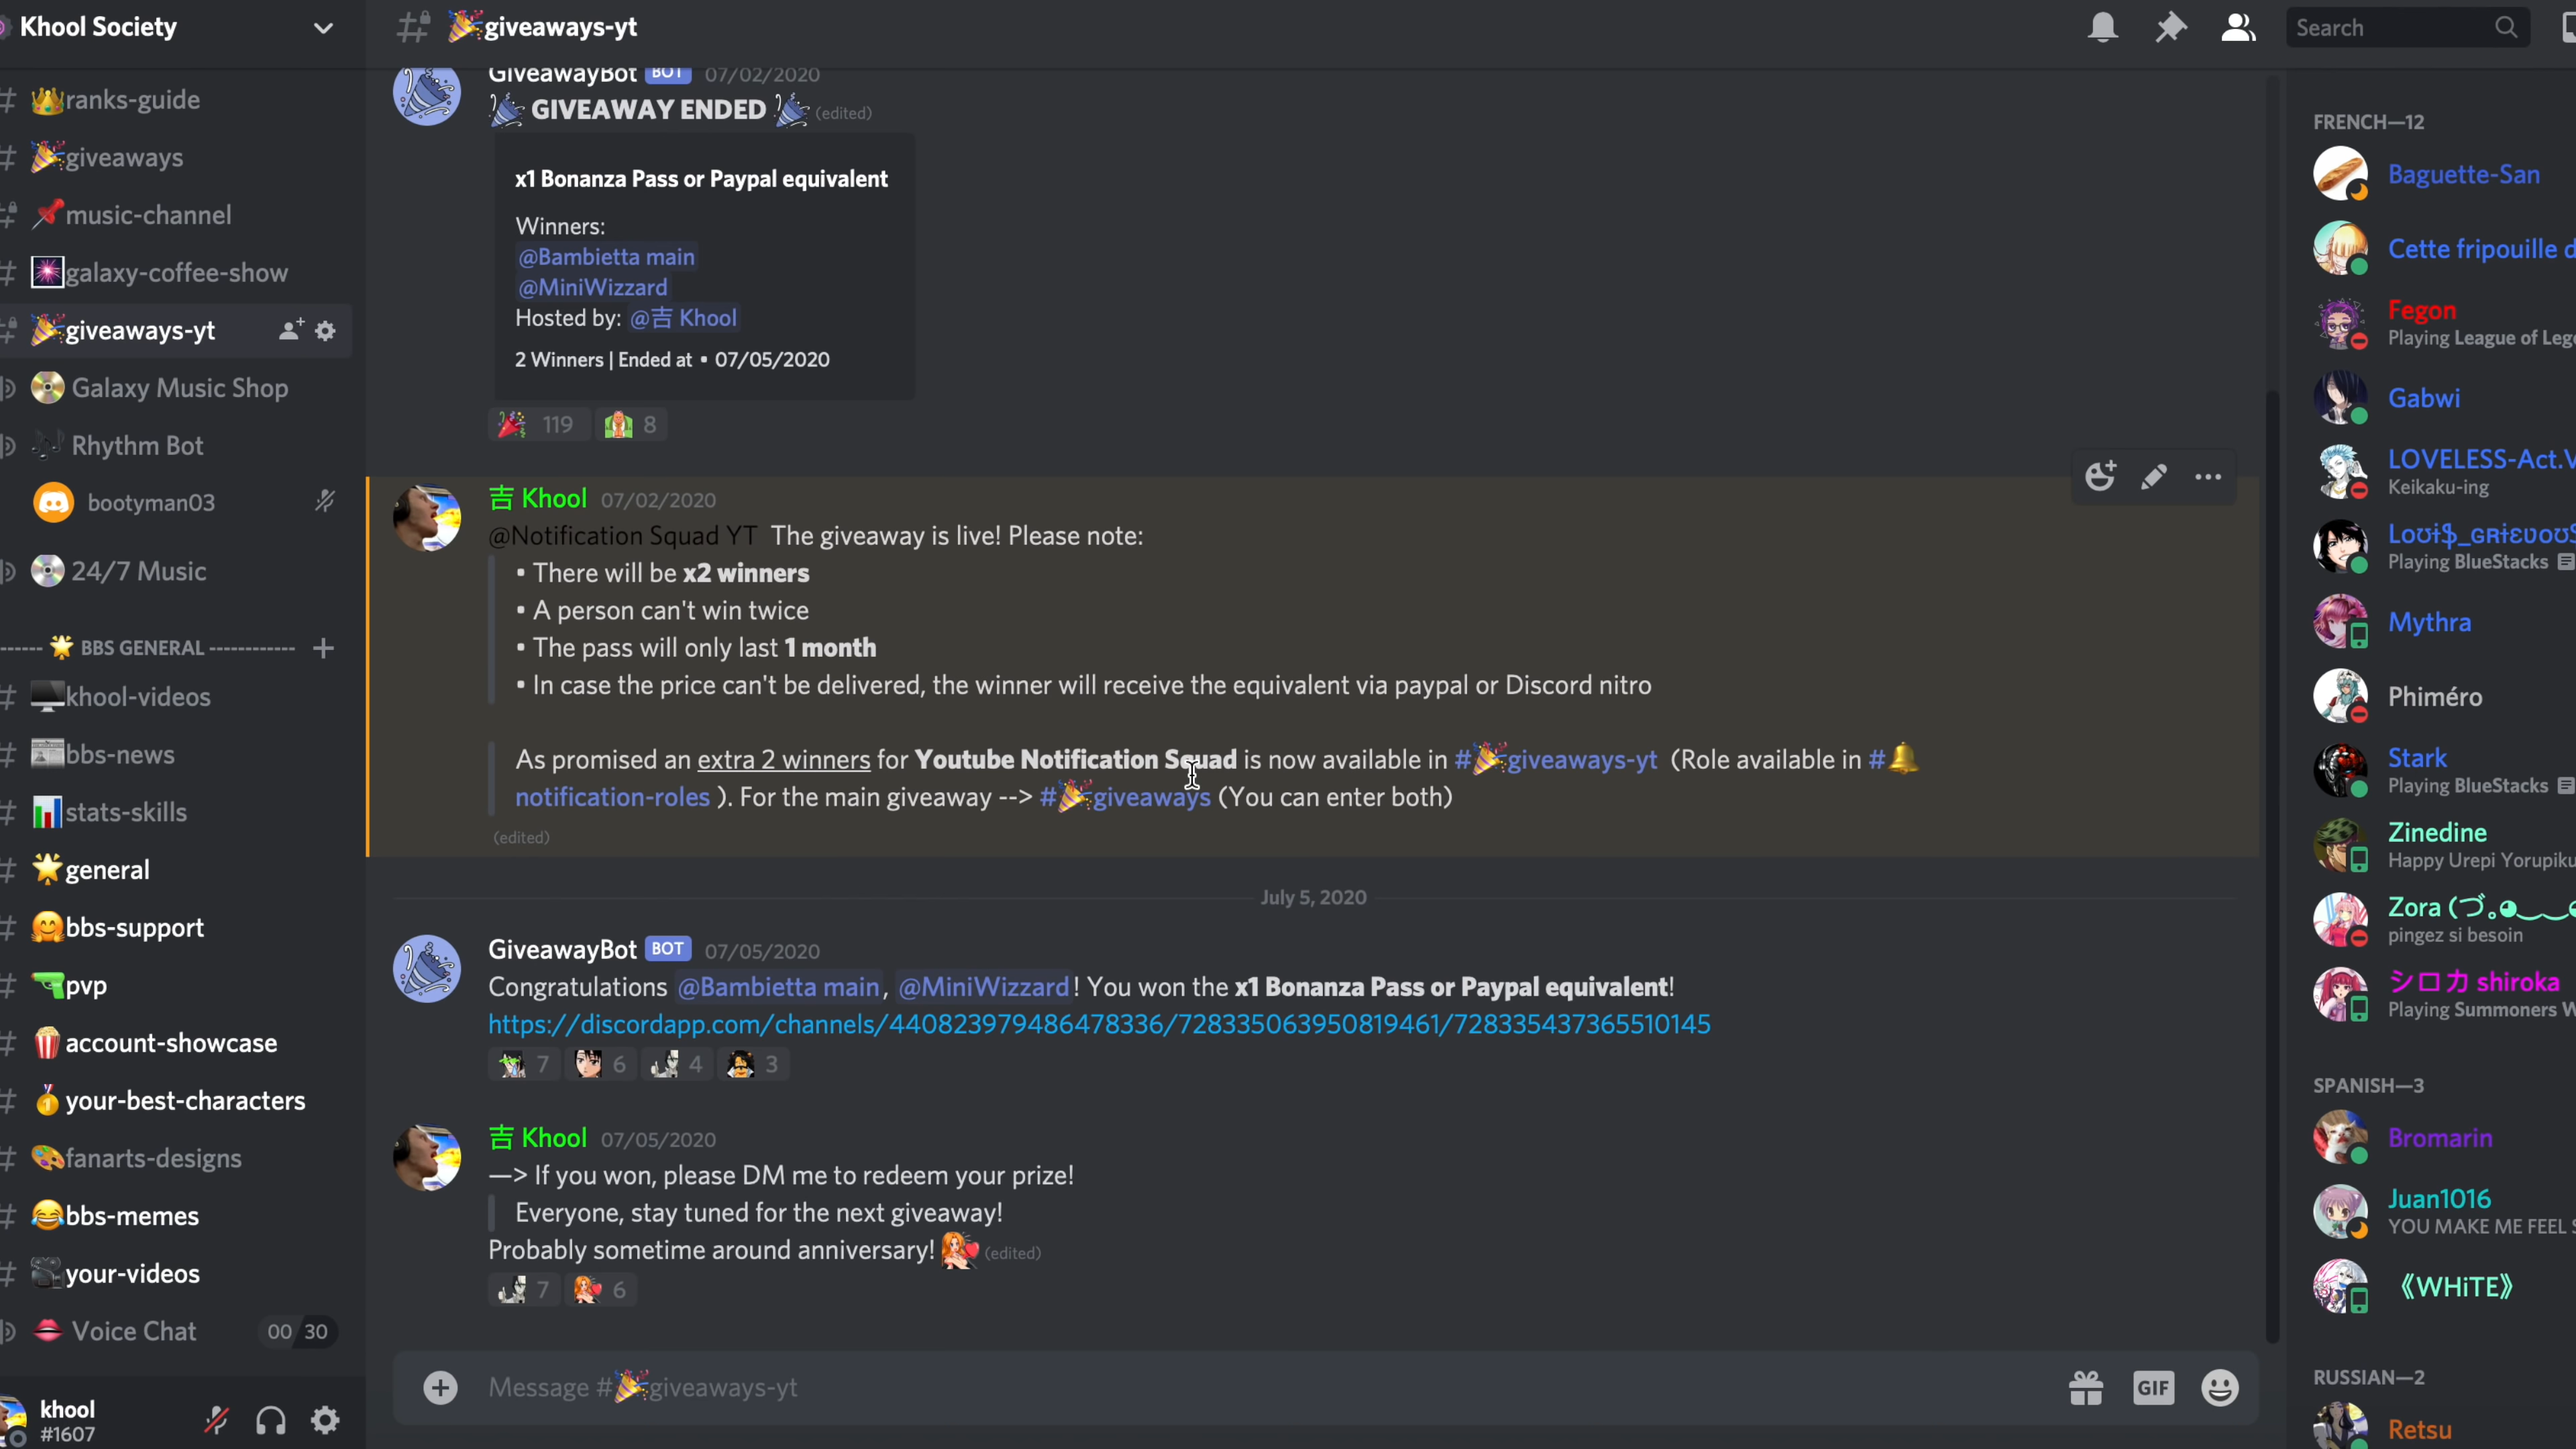 Khool Society
ranks-guide
giveaways
music-channel
galaxy-coffee-show
giveaways-yt
Galaxy Music Shop
Rhythm Bot
bootyman03
24/7 Music
------ 🌟 BBS GENERAL ------------
khool-videos
bbs-news
stats-skills
general
bbs-support
pvp
account-showcase
your-best-characters
fanarts-designs
bbs-memes
your-videos
Voice Chat 00 30
khool
#1607
giveaways-yt
Search
GiveawayBot BOT 07/02/2020
GIVEAWAY ENDED (edited)
x1 Bonanza Pass or Paypal equivalent
Winners:
@Bambietta main
@MiniWizzard
Hosted by: @吉 Khool
2 Winners | Ended at • 07/05/2020
119 8
吉 Khool 07/02/2020
@Notification Squad YT The giveaway is live! Please note:
• There will be x2 winners
• A person can't win twice
• The pass will only last 1 month
• In case the price can't be delivered, the winner will receive the equivalent via paypal or Discord nitro
As promised an extra 2 winners for Youtube Notification Squad is now available in #🎉giveaways-yt (Role available in #🔔
notification-roles ). For the main giveaway --> #🎉giveaways (You can enter both)
(edited)
July 5, 2020
GiveawayBot BOT 07/05/2020
Congratulations @Bambietta main, @MiniWizzard! You won the x1 Bonanza Pass or Paypal equivalent!
https://discordapp.com/channels/440823979486478336/728335063950819461/728335437365510145
7 6 4 3
吉 Khool 07/05/2020
—> If you won, please DM me to redeem your prize!
Everyone, stay tuned for the next giveaway!
Probably sometime around anniversary! (edited)
7 6
Message #🎉giveaways-yt
GIF
FRENCH—12
Baguette-San
Cette fripouille
Fegon
Playing League of
Gabwi
LOVELESS-Act.V
Keikaku-ing
Playing BlueStacks
Mythra
Phiméro
Stark
Playing BlueStacks
Zinedine
Happy Urepi
Zora
pingez si besoin
シロカ shiroka
Playing Summoners
SPANISH—3
Bromarin
Juan1016
YOU MAKE ME FEEL
《WHiTE》
RUSSIAN—2
Retsu